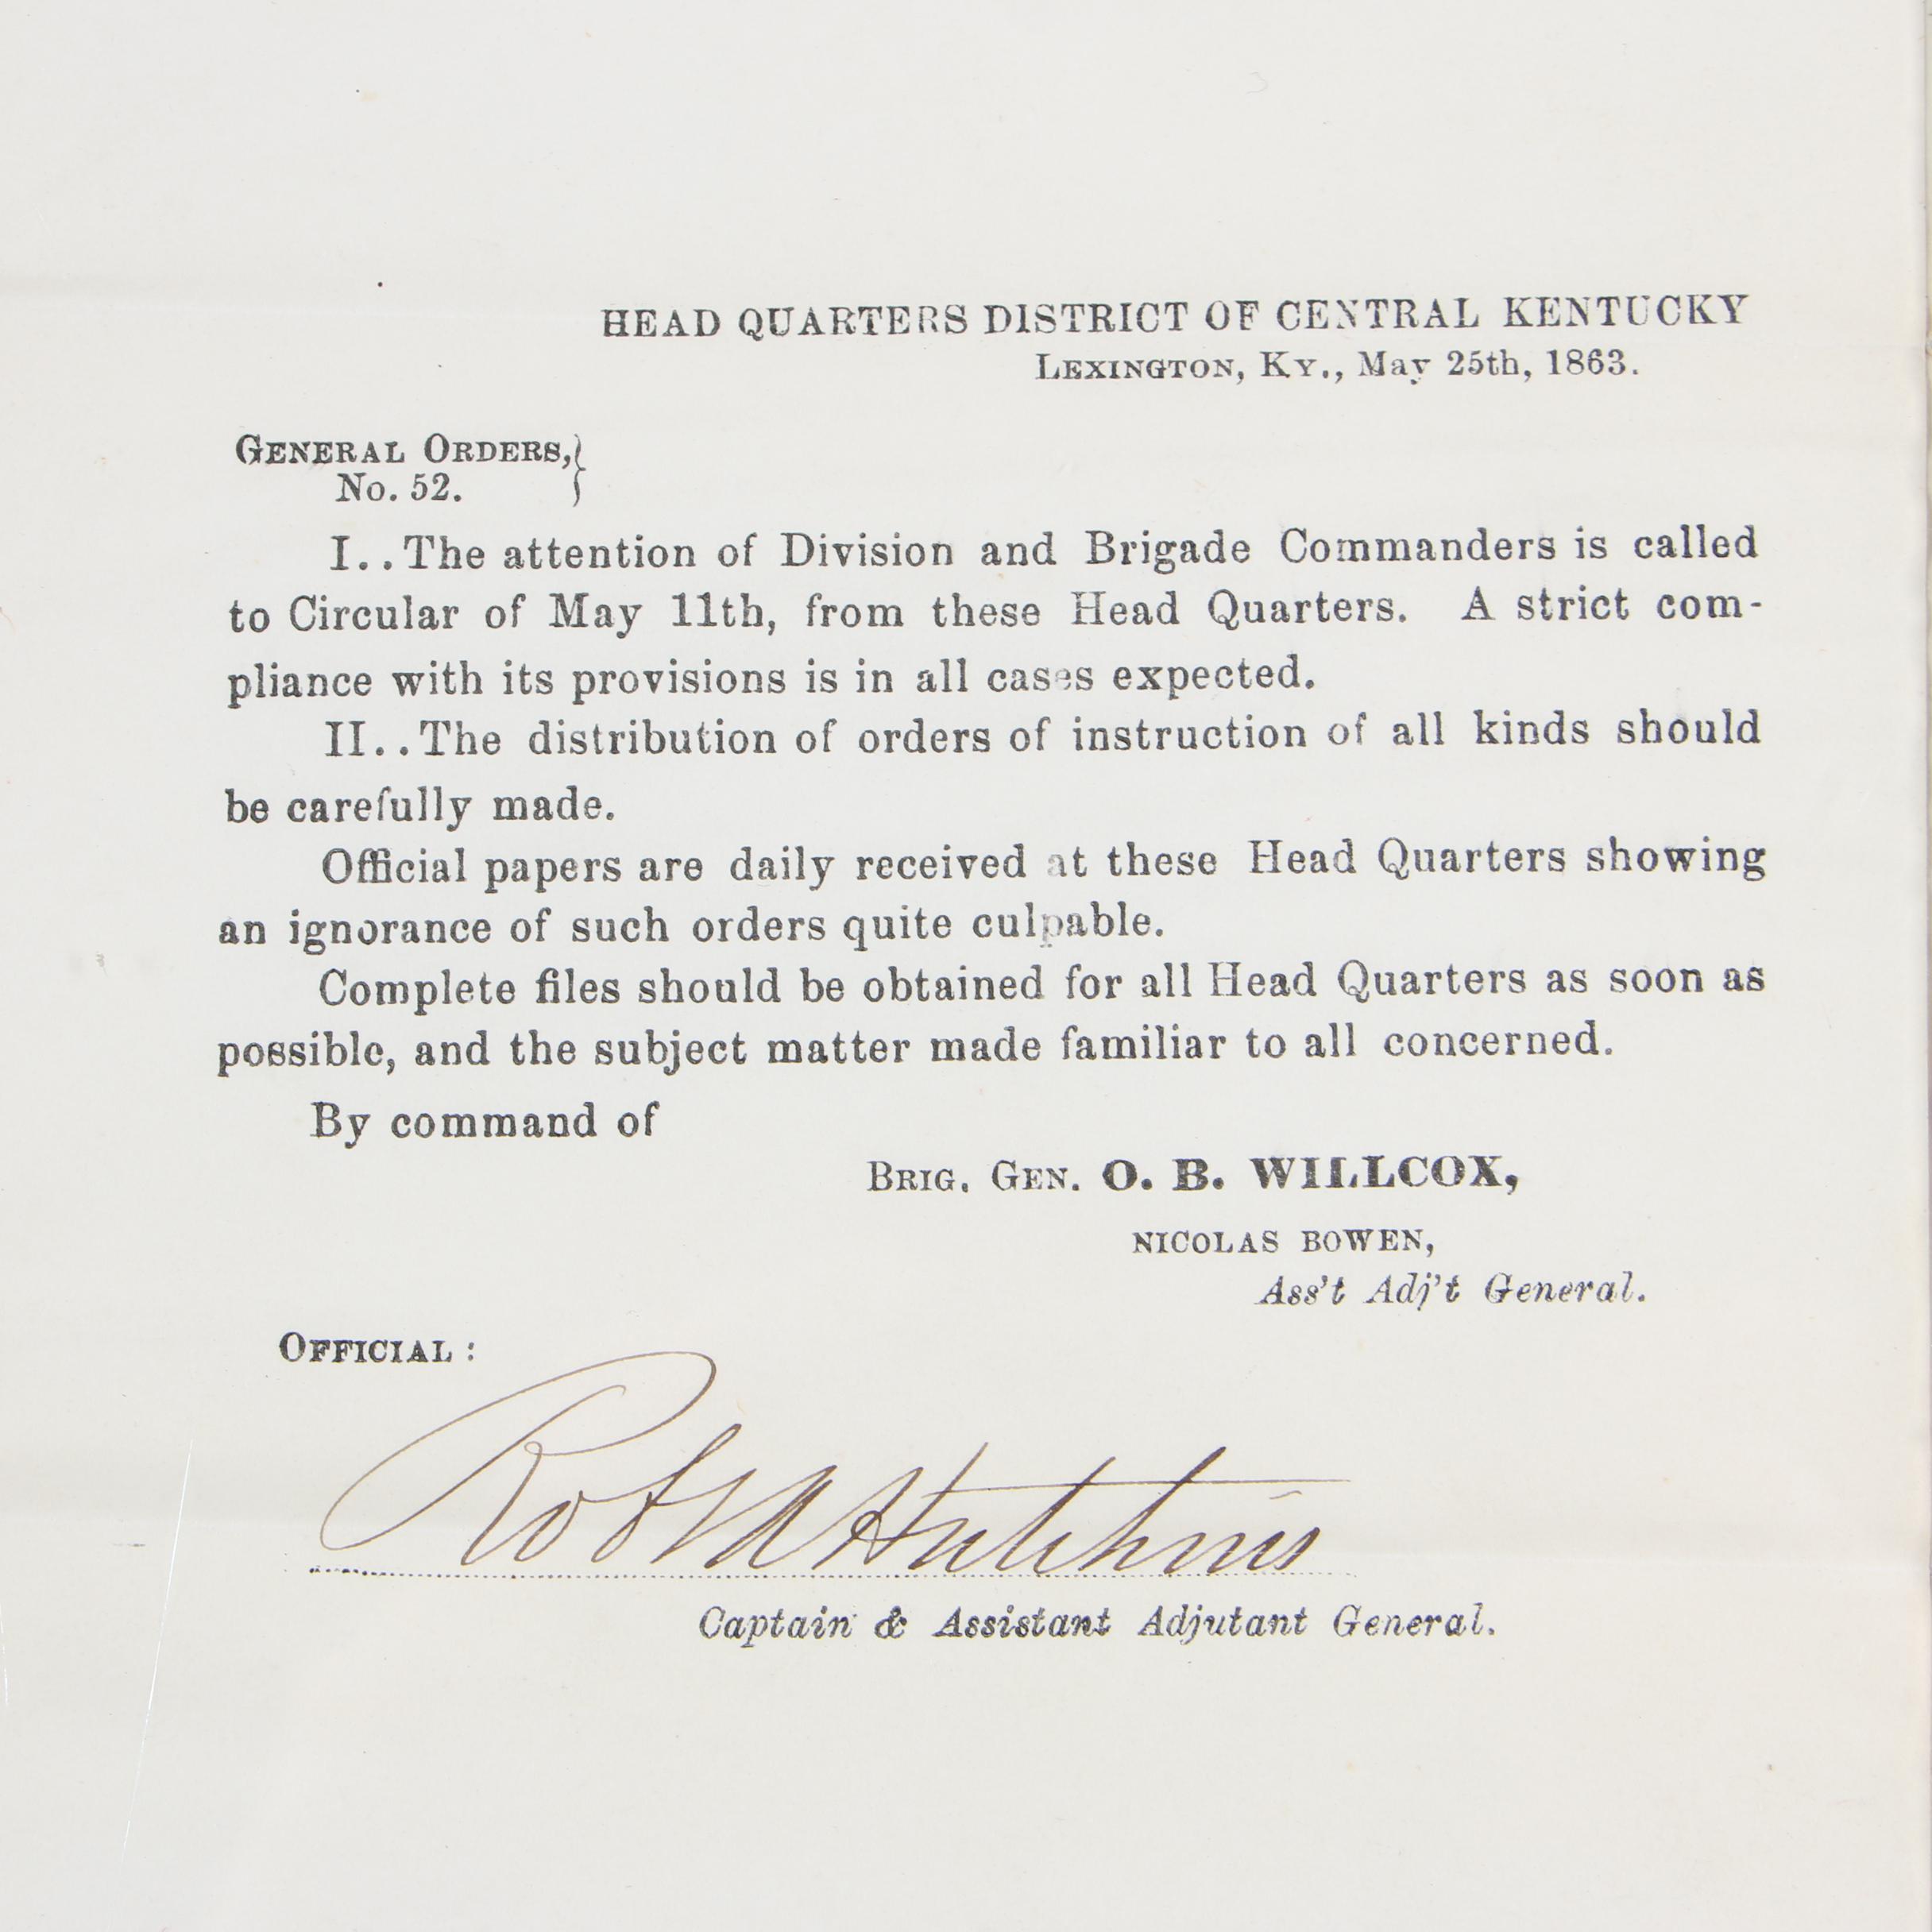 HEAD QUARTERS DISTRICT OF CENTRAL KENTUCKY
LEXINGTON, KY., May 25th, 1863.
GENERAL ORDERS,}
No. 52.
I..The attention of Division and Brigade Commanders is called
to Circular of May 11th, from these Head Quarters. A strict com-
pliance with its provisions is in all cases expected.
II..The distribution of orders of instruction of all kinds should
be carefully made.
Official papers are daily received at these Head Quarters showing
an ignorance of such orders quite culpable.
Complete files should be obtained for all Head Quarters as soon as
possible, and the subject matter made familiar to all concerned.
By command of
BRIG. GEN. O. B. WILLCOX,
NICOLAS BOWEN,
Ass't Adj't General.
OFFICIAL:
Robt A Hutchins
Captain & Assistant Adjutant General.